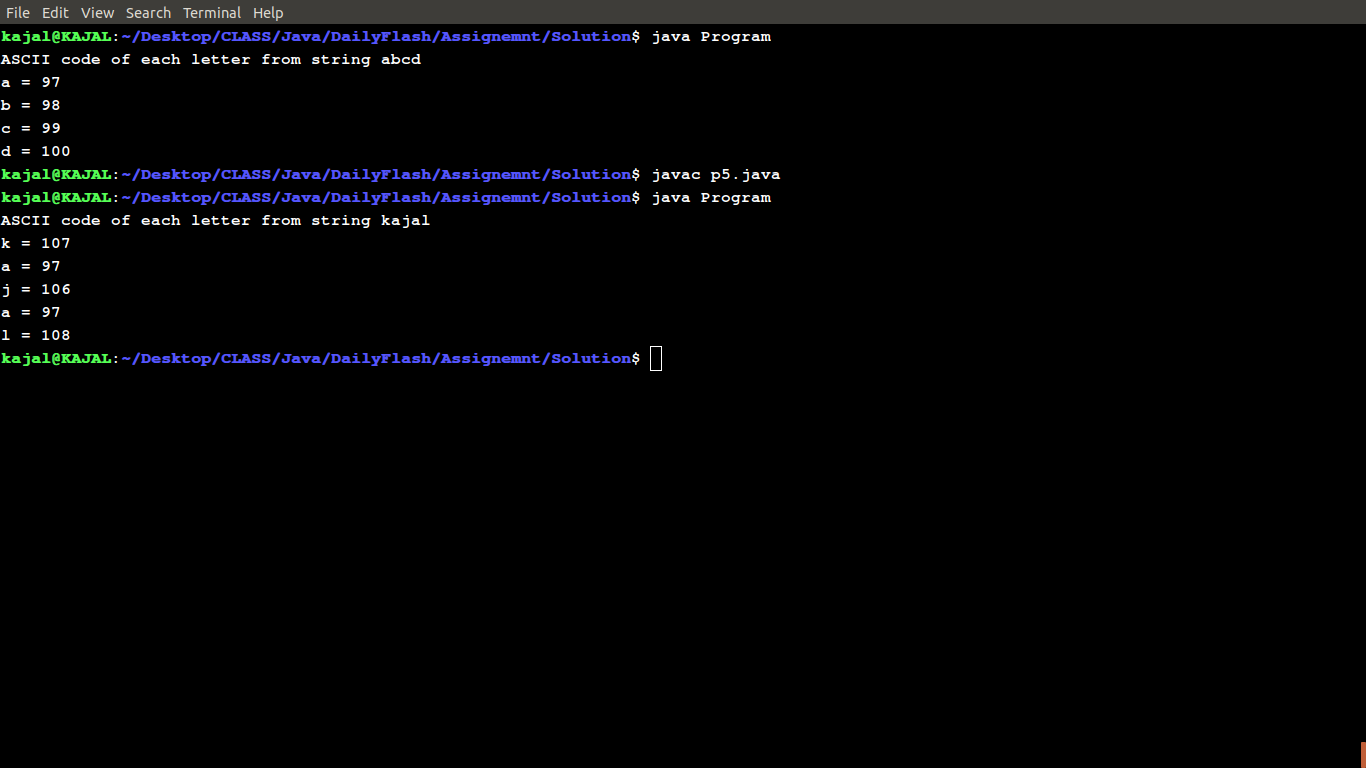 File Edit View Search Terminal Help
kajal@KAJAL:~/Desktop/CLASS/Java/DailyFlash/Assignemnt/Solution$ java Program
ASCII code of each letter from string abcd
a = 97
b = 98
c = 99
d = 100
kajal@KAJAL:~/Desktop/CLASS/Java/DailyFlash/Assignemnt/Solution$ javac p5.java
kajal@KAJAL:~/Desktop/CLASS/Java/DailyFlash/Assignemnt/Solution$ java Program
ASCII code of each letter from string kajal
k = 107
a = 97
j = 106
a = 97
l = 108
kajal@KAJAL:~/Desktop/CLASS/Java/DailyFlash/Assignemnt/Solution$